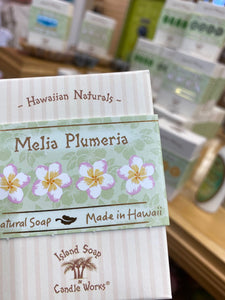 ~ Hawaiian Naturals ~
Melia Plumeria
Natural Soap Made in Hawaii
Island Soap
&
Candle Works®